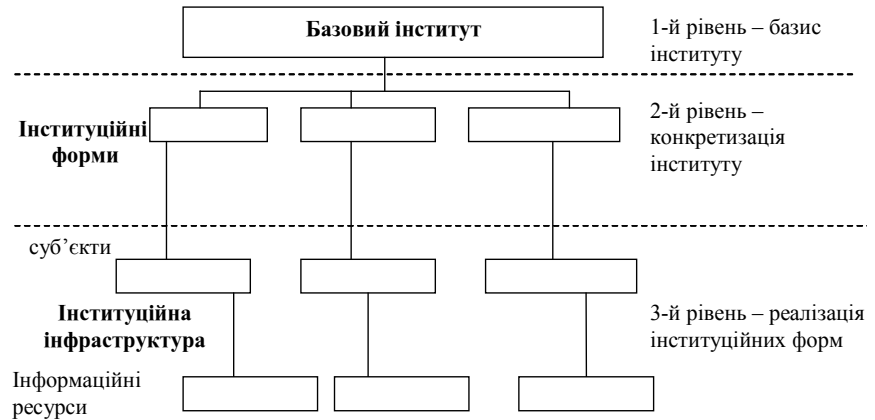 Базовий інститут
1-й рівень – базис
інституту
Інституційні
форми
2-й рівень –
конкретизація
інституту
суб’єкти
Інституційна
інфраструктура
3-й рівень – реалізація
інституційних форм
Інформаційні
ресурси